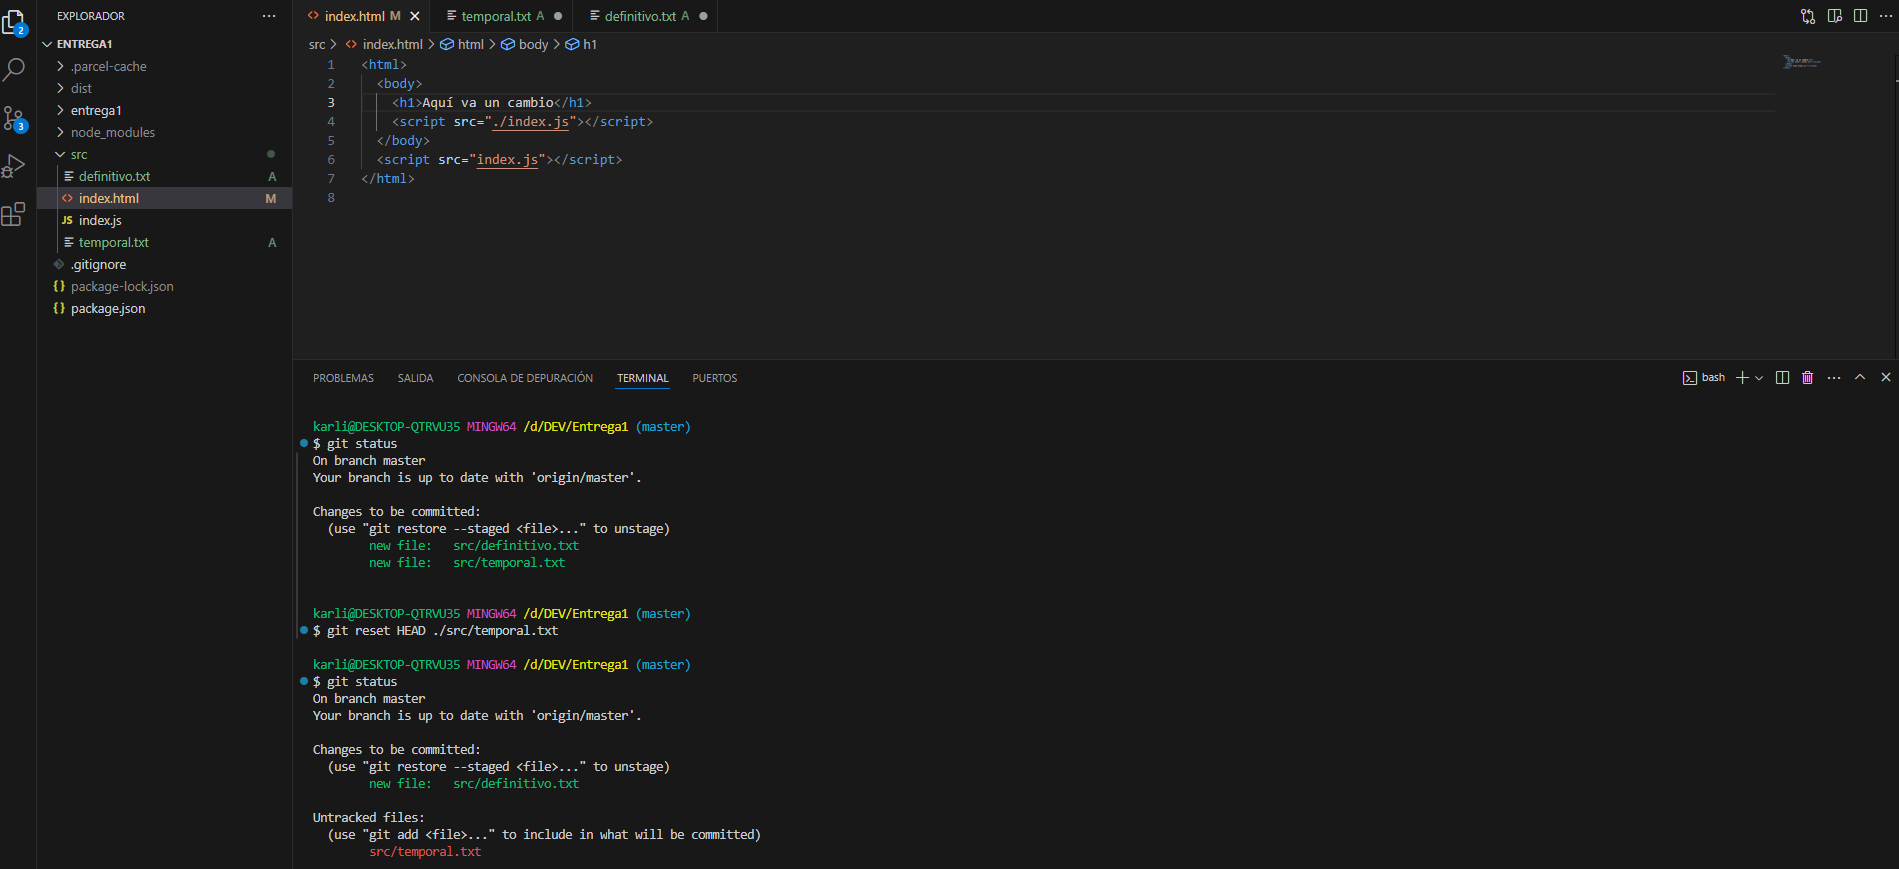 EXPLORADOR
ENTREGA1
.parcel-cache
dist
entrega1
node_modules
src
definitivo.txt A
index.html M
JS index.js
temporal.txt A
.gitignore
{} package-lock.json
{} package.json
2
3
index.html M
temporal.txt A
definitivo.txt A
src > index.html > html > body > h1
1 <html>
2 <body>
3 <h1>Aquí va un cambio</h1>
4 <script src="./index.js"></script>
5 </body>
6 <script src="index.js"></script>
7 </html>
8
PROBLEMAS SALIDA CONSOLA DE DEPURACIÓN TERMINAL PUERTOS
bash
karli@DESKTOP-QTRVU35 MINGW64 /d/DEV/Entrega1 (master)
$ git status
On branch master
Your branch is up to date with 'origin/master'.
Changes to be committed:
(use "git restore --staged <file>..." to unstage)
new file: src/definitivo.txt
new file: src/temporal.txt
karli@DESKTOP-QTRVU35 MINGW64 /d/DEV/Entrega1 (master)
$ git reset HEAD ./src/temporal.txt
karli@DESKTOP-QTRVU35 MINGW64 /d/DEV/Entrega1 (master)
$ git status
On branch master
Your branch is up to date with 'origin/master'.
Changes to be committed:
(use "git restore --staged <file>..." to unstage)
new file: src/definitivo.txt
Untracked files:
(use "git add <file>..." to include in what will be committed)
src/temporal.txt